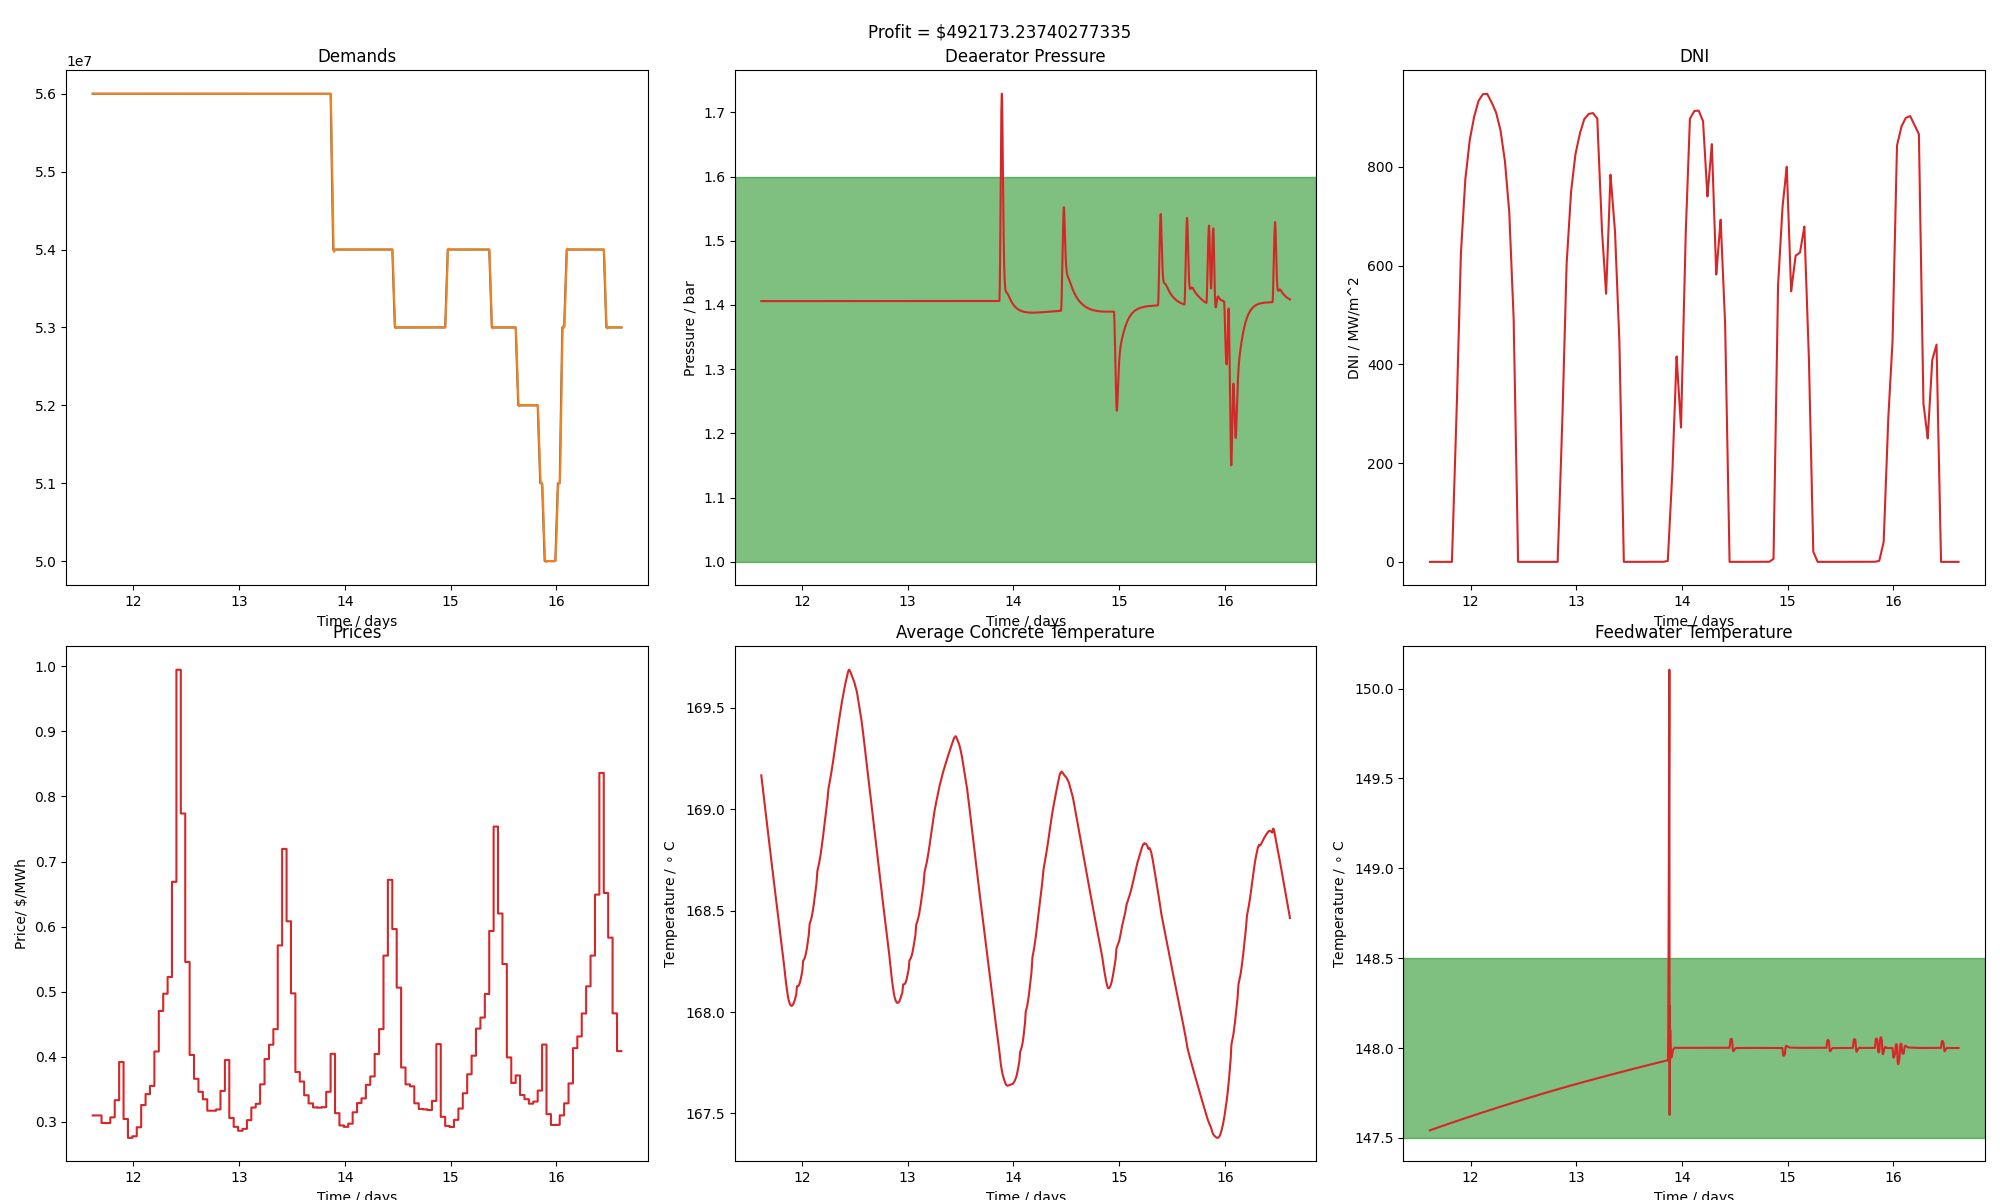 Profit = $492173.23740277335
Demands
1e7
5.6
5.5
5.4
5.3
5.2
5.1
5.0
12 13 14 15 16
Time / days
Deaerator Pressure
Pressure / bar
1.7
1.6
1.5
1.4
1.3
1.2
1.1
1.0
12 13 14 15 16
Time / days
DNI
DNI / MW/m^2
800
600
400
200
0
12 13 14 15 16
Time / days
Prices
Price/ $/MWh
1.0
0.9
0.8
0.7
0.6
0.5
0.4
0.3
12 13 14 15 16
Time / days
Average Concrete Temperature
Temperature / ∘ C
169.5
169.0
168.5
168.0
167.5
12 13 14 15 16
Time / days
Feedwater Temperature
Temperature / ∘ C
150.0
149.5
149.0
148.5
148.0
147.5
12 13 14 15 16
Time / days